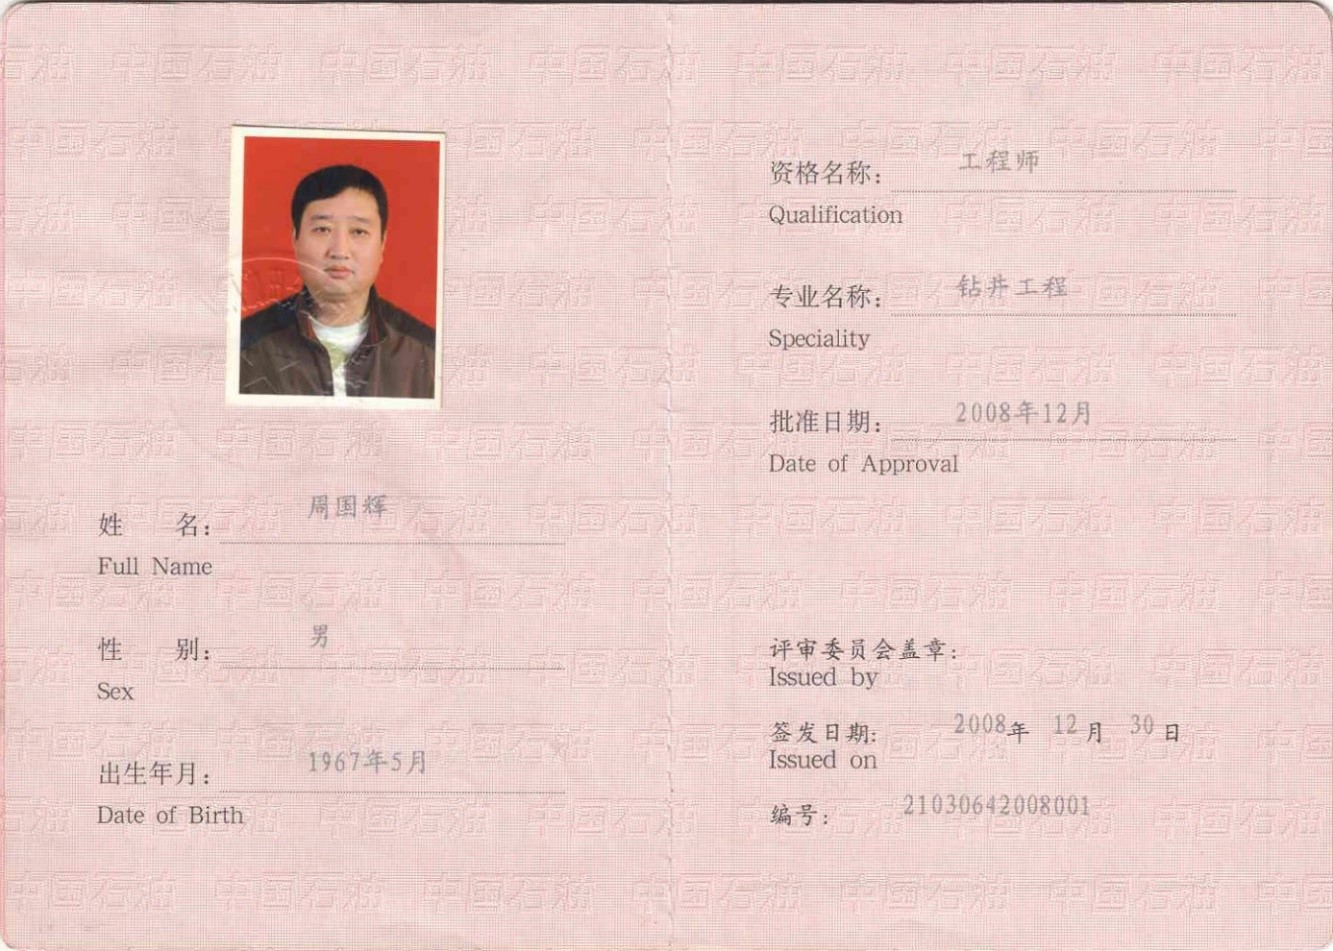 姓 名: 周国辉
Full Name
性 别: 男
Sex
出生年月: 1967年5月
Date of Birth
资格名称: 工程师
Qualification
专业名称: 钻井工程
Speciality
批准日期: 2008年12月
Date of Approval
评审委员会盖章:
Issued by
签发日期: 2008年 12月 30日
Issued on
编号: 21030642008001
中国石油